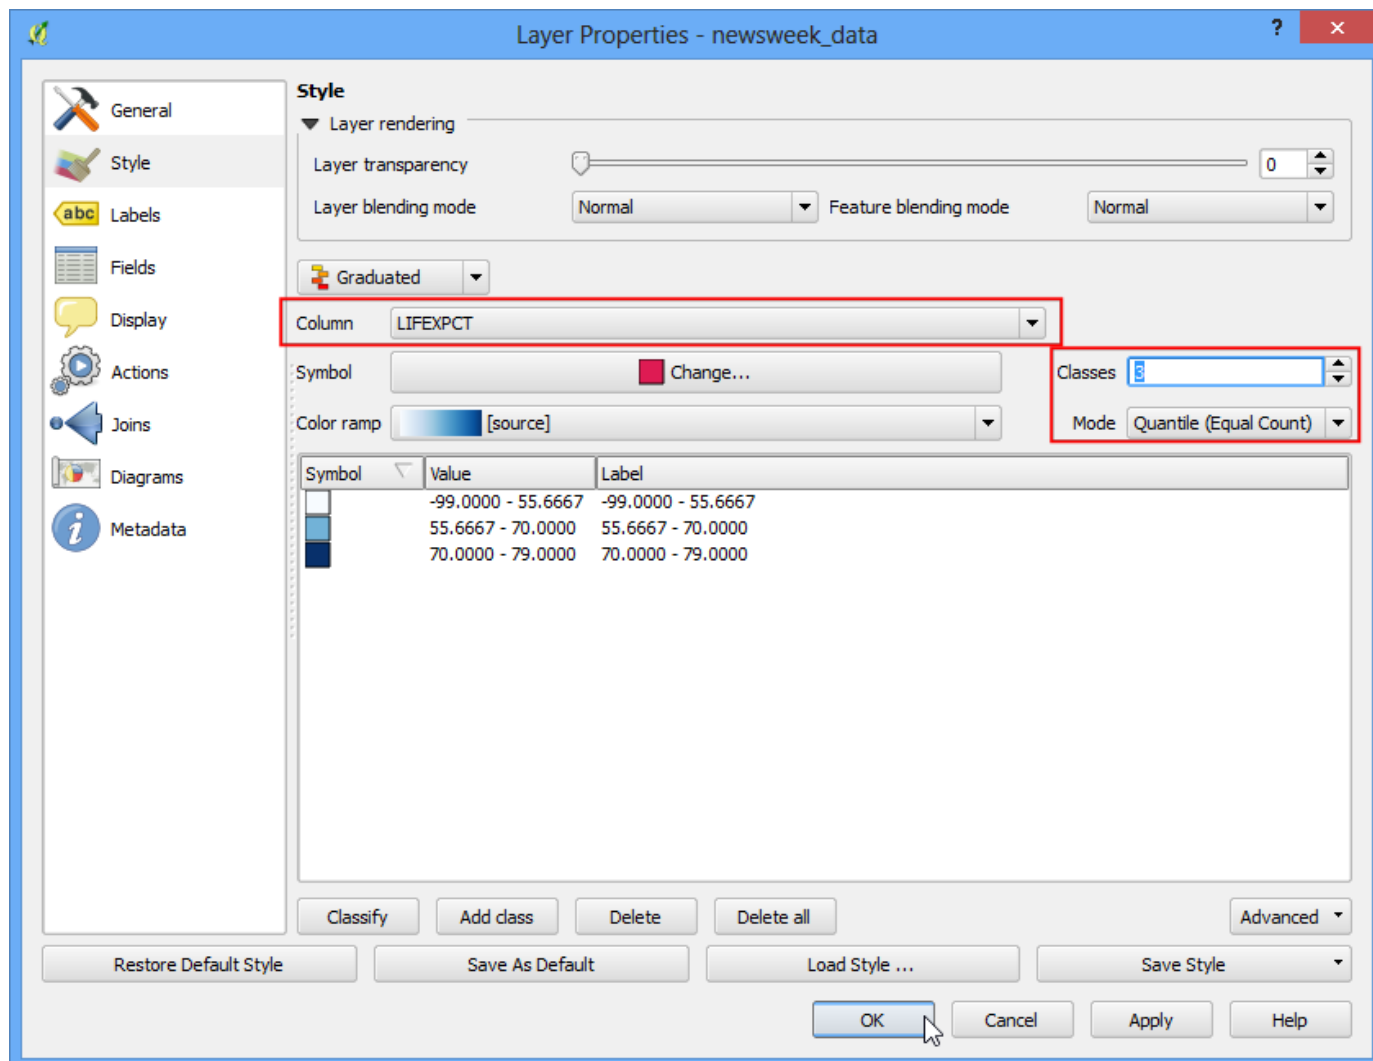 Layer Properties - newsweek_data
?
General
Style
Labels
Fields
Display
Actions
Joins
Diagrams
Metadata
abc
Style
Layer rendering
Layer transparency 0
Layer blending mode Normal Feature blending mode Normal
Graduated
Column LIFEXPCT
Symbol Change... Classes 3
Color ramp [source] Mode Quantile (Equal Count)
Symbol Value Label
-99.0000 - 55.6667 -99.0000 - 55.6667
55.6667 - 70.0000 55.6667 - 70.0000
70.0000 - 79.0000 70.0000 - 79.0000
Classify Add class Delete Delete all Advanced
Restore Default Style Save As Default Load Style ... Save Style
OK Cancel Apply Help